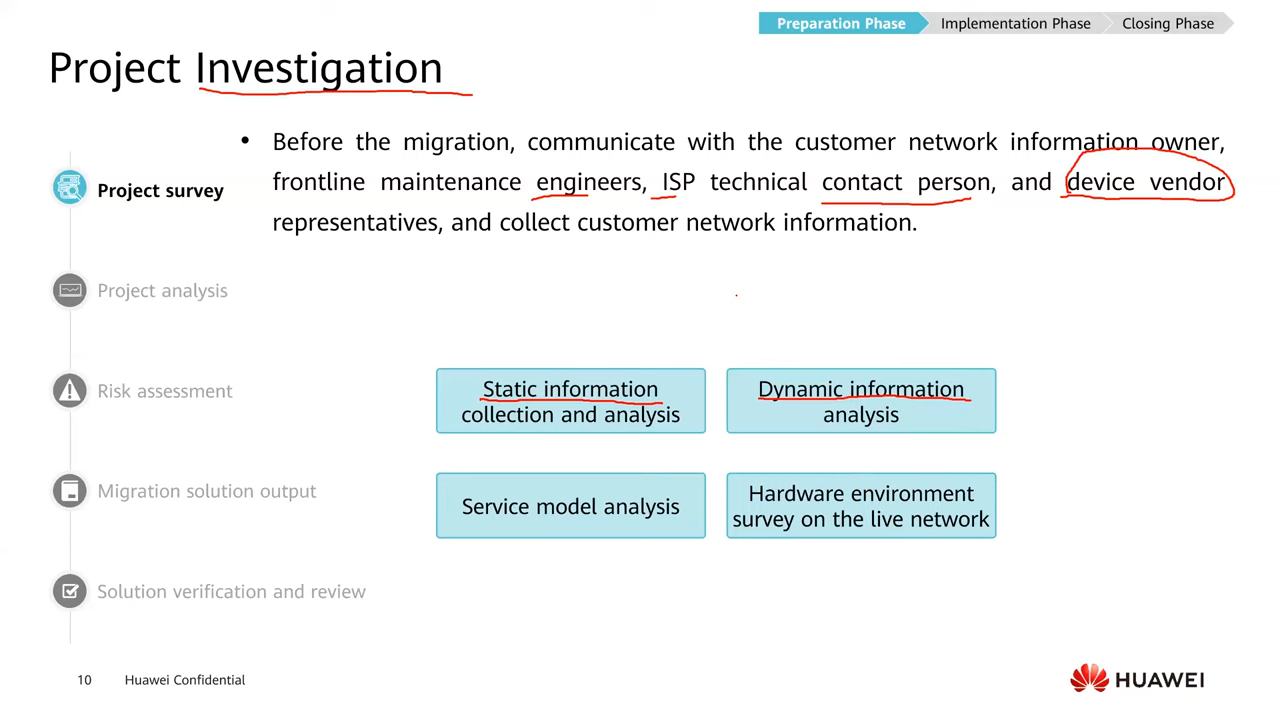 Preparation Phase
Implementation Phase
Closing Phase
Project Investigation
• Before the migration, communicate with the customer network information owner,
frontline maintenance engineers, ISP technical contact person, and device vendor
representatives, and collect customer network information.
Project survey
Project analysis
Risk assessment
Migration solution output
Solution verification and review
Static information
collection and analysis
Dynamic information
analysis
Service model analysis
Hardware environment
survey on the live network
10
Huawei Confidential
HUAWEI